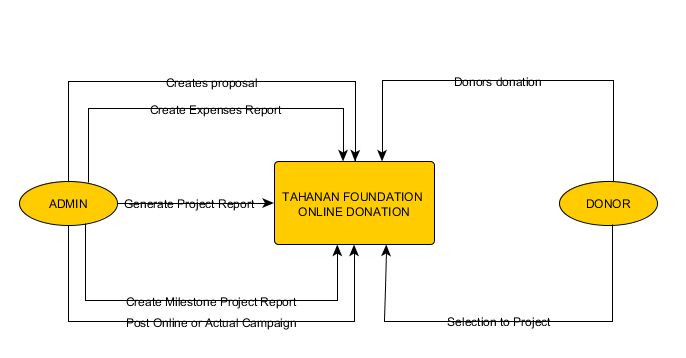 Creates proposal
Donors donation
Create Expenses Report
ADMIN
Generate Project Report
TAHANAN FOUNDATION
ONLINE DONATION
DONOR
Create Milestone Project Report
Post Online or Actual Campaign
Selection to Project